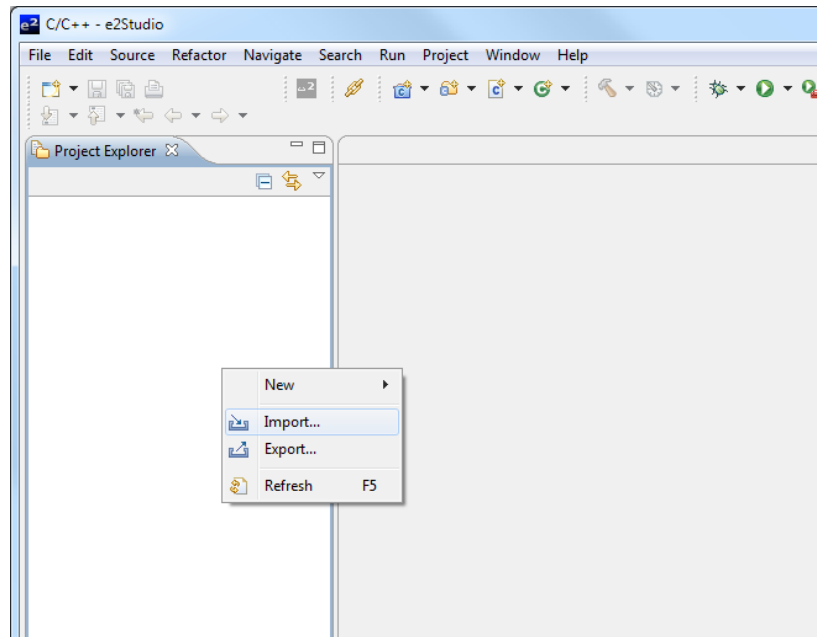 e² C/C++ - e2Studio
File Edit Source Refactor Navigate Search Run Project Window Help
Project Explorer
New
Import...
Export...
Refresh F5